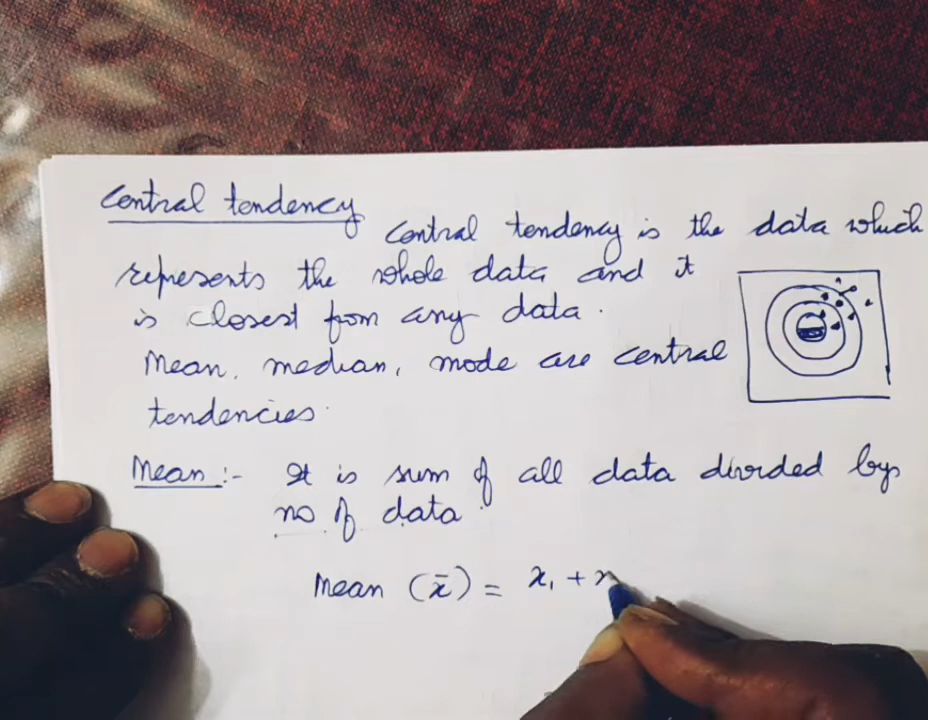 Central tendency
Central tendency is the data which
represents the whole data and it
is closest from any data.
Mean, median, mode are central
tendencies.
Mean :- It is sum of all data divided by
no of data.
Mean (x̄) = x₁ + x